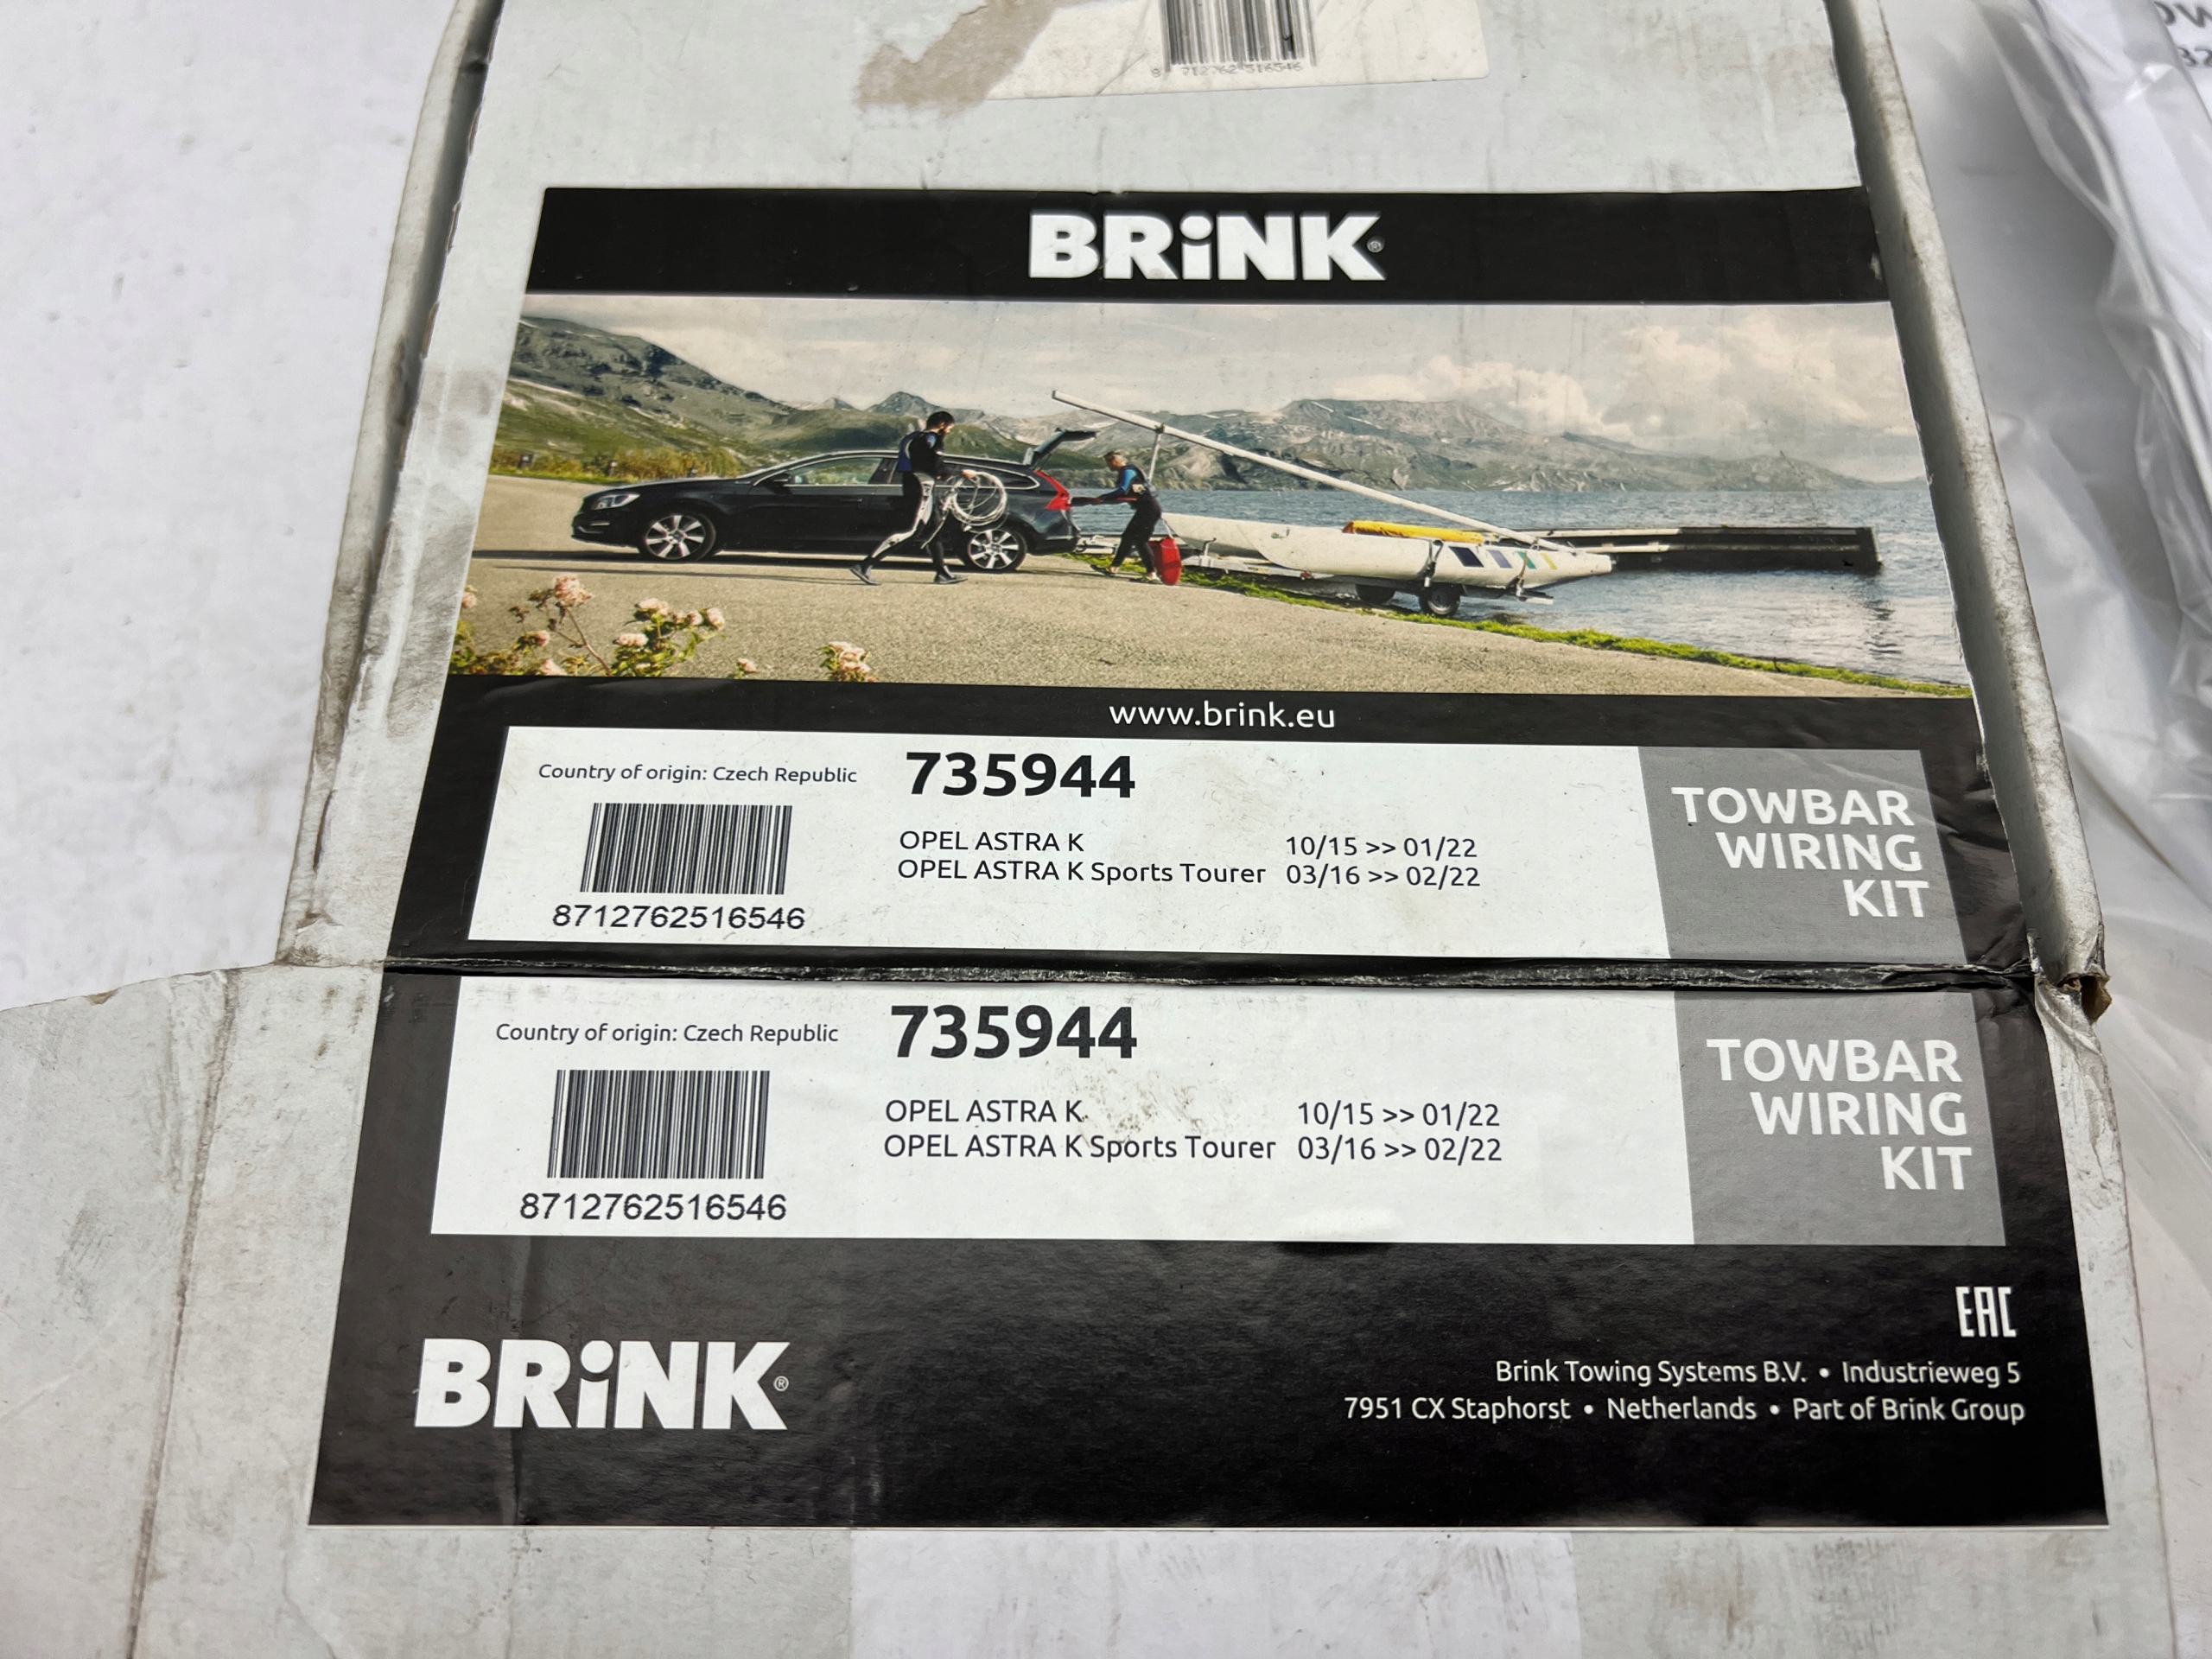 8 712762 516546
BRiNK®
www.brink.eu
Country of origin: Czech Republic
735944
OPEL ASTRA K 10/15 >> 01/22
OPEL ASTRA K Sports Tourer 03/16 >> 02/22
8712762516546
TOWBAR
WIRING
KIT
Country of origin: Czech Republic
735944
OPEL ASTRA K 10/15 >> 01/22
OPEL ASTRA K Sports Tourer 03/16 >> 02/22
8712762516546
TOWBAR
WIRING
KIT
EAC
BRiNK®
Brink Towing Systems B.V. • Industrieweg 5
7951 CX Staphorst • Netherlands • Part of Brink Group